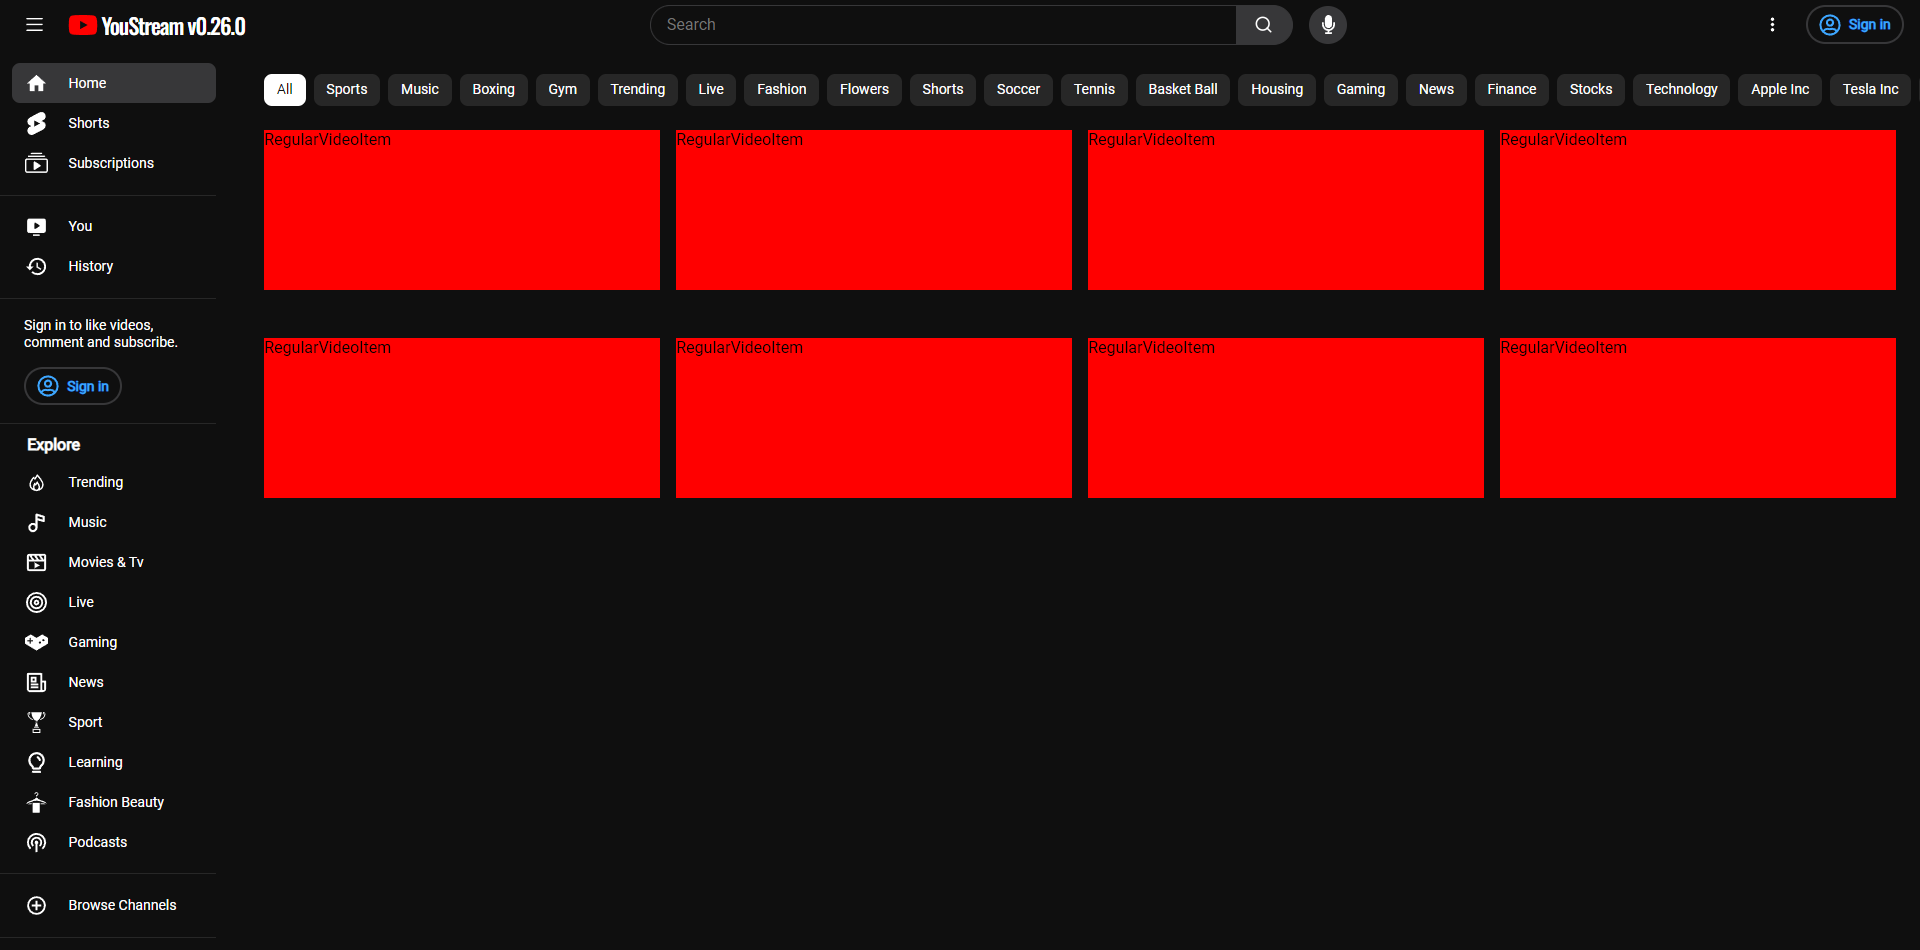 YouStream v0.26.0
Search
Sign in
Home
Shorts
Subscriptions
You
History
Sign in to like videos,
comment and subscribe.
Sign in
Explore
Trending
Music
Movies & Tv
Live
Gaming
News
Sport
Learning
Fashion Beauty
Podcasts
Browse Channels
All Sports Music Boxing Gym Trending Live Fashion Flowers Shorts Soccer Tennis Basket Ball Housing Gaming News Finance Stocks Technology Apple Inc Tesla Inc
RegularVideoItem RegularVideoItem RegularVideoItem RegularVideoItem
RegularVideoItem RegularVideoItem RegularVideoItem RegularVideoItem